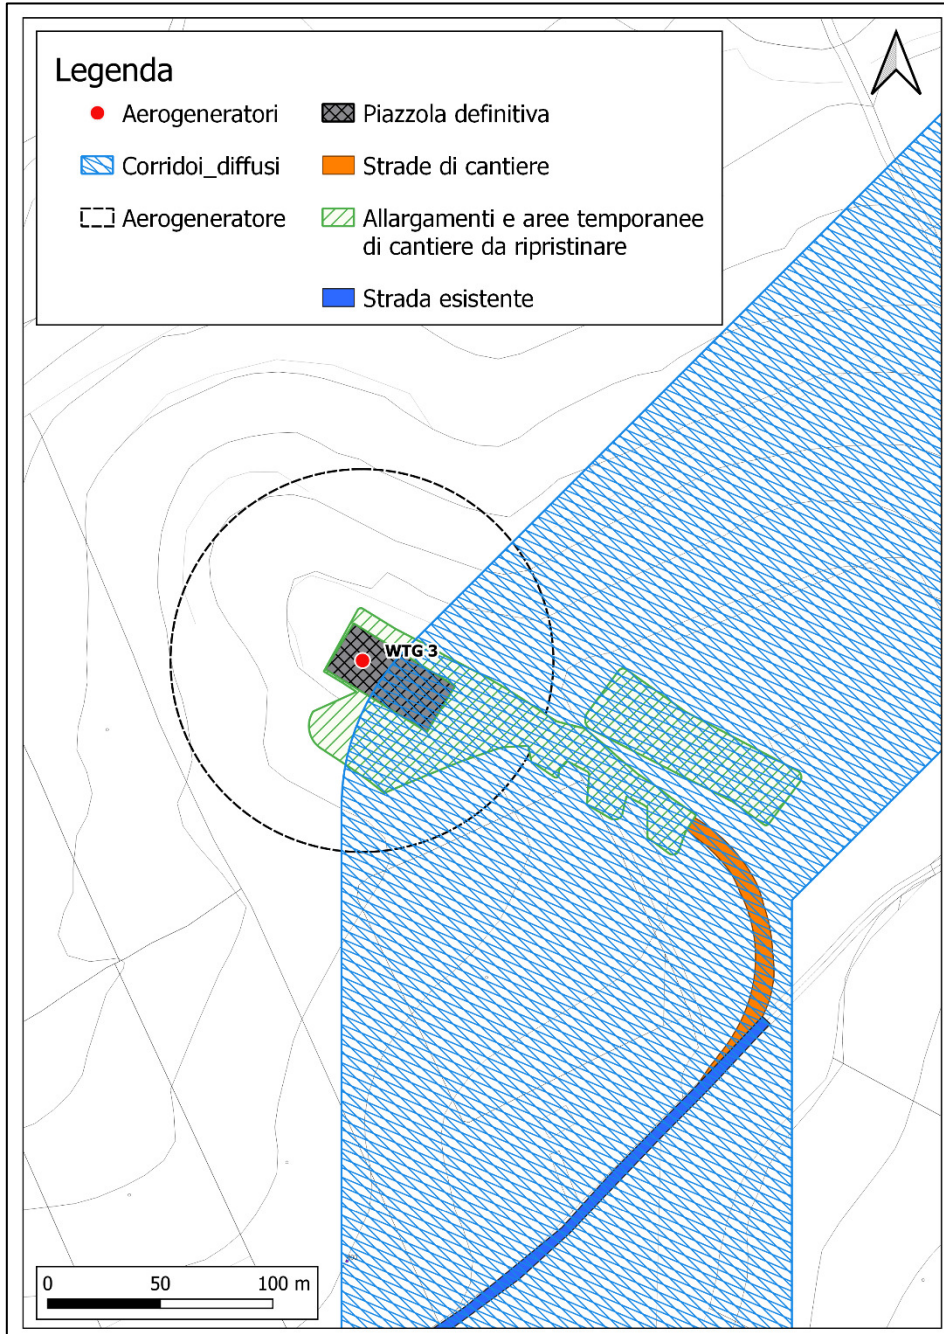 Legenda
Aerogeneratori
Corridoi_diffusi
Aerogeneratore
Piazzola definitiva
Strade di cantiere
Allargamenti e aree temporanee
di cantiere da ripristinare
Strada esistente
WTG 3
0 50 100 m